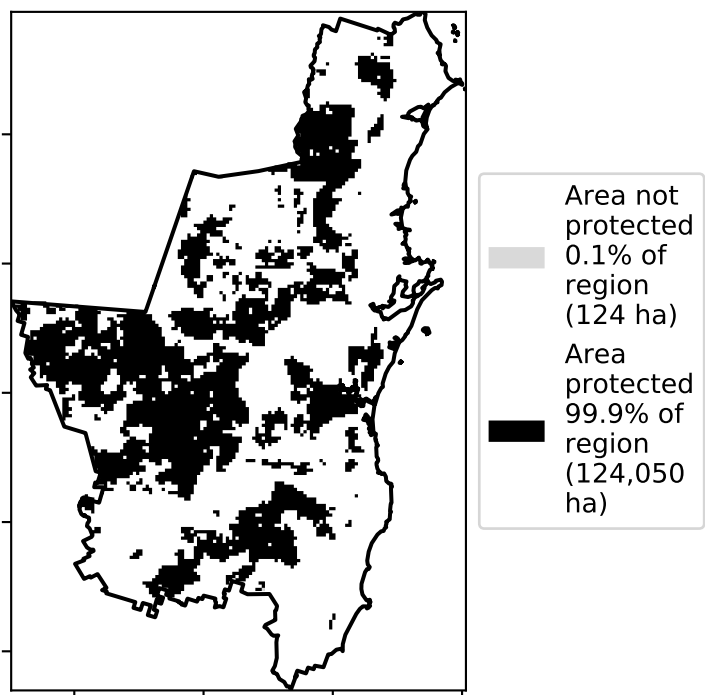 Area not
protected
0.1% of
region
(124 ha)
Area
protected
99.9% of
region
(124,050
ha)